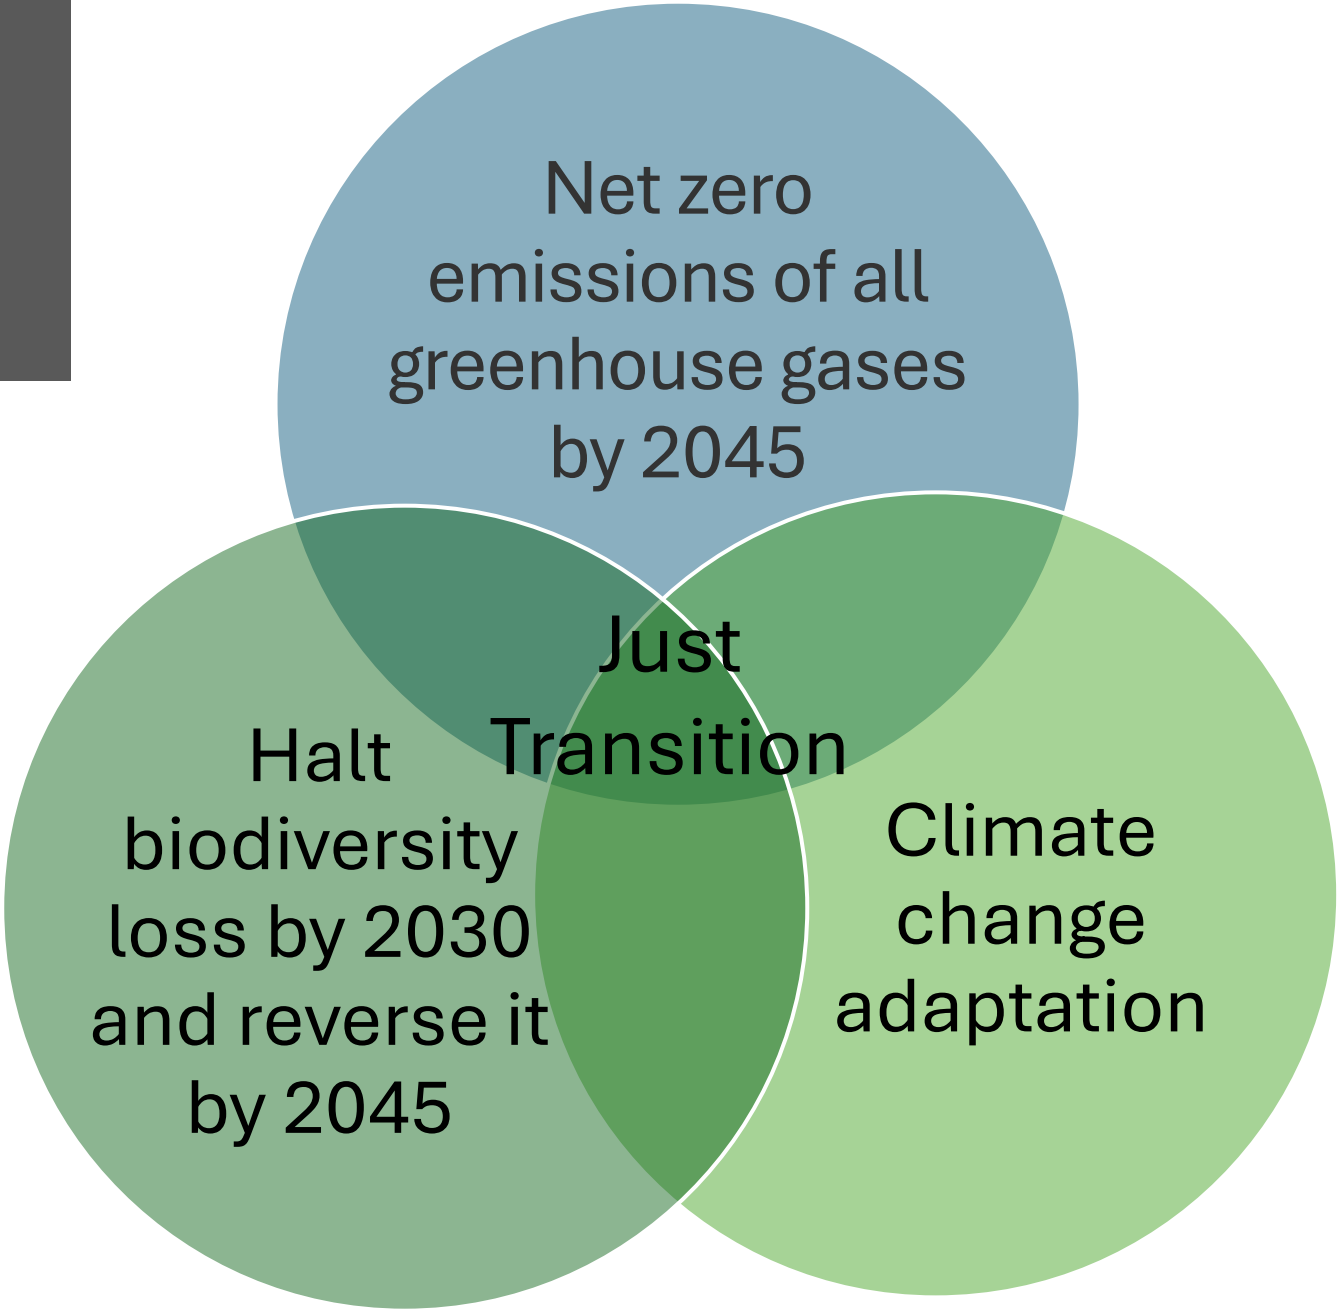 Net zero
emissions of all
greenhouse gases
by 2045
Just
Transition
Halt
biodiversity
loss by 2030
and reverse it
by 2045
Climate
change
adaptation